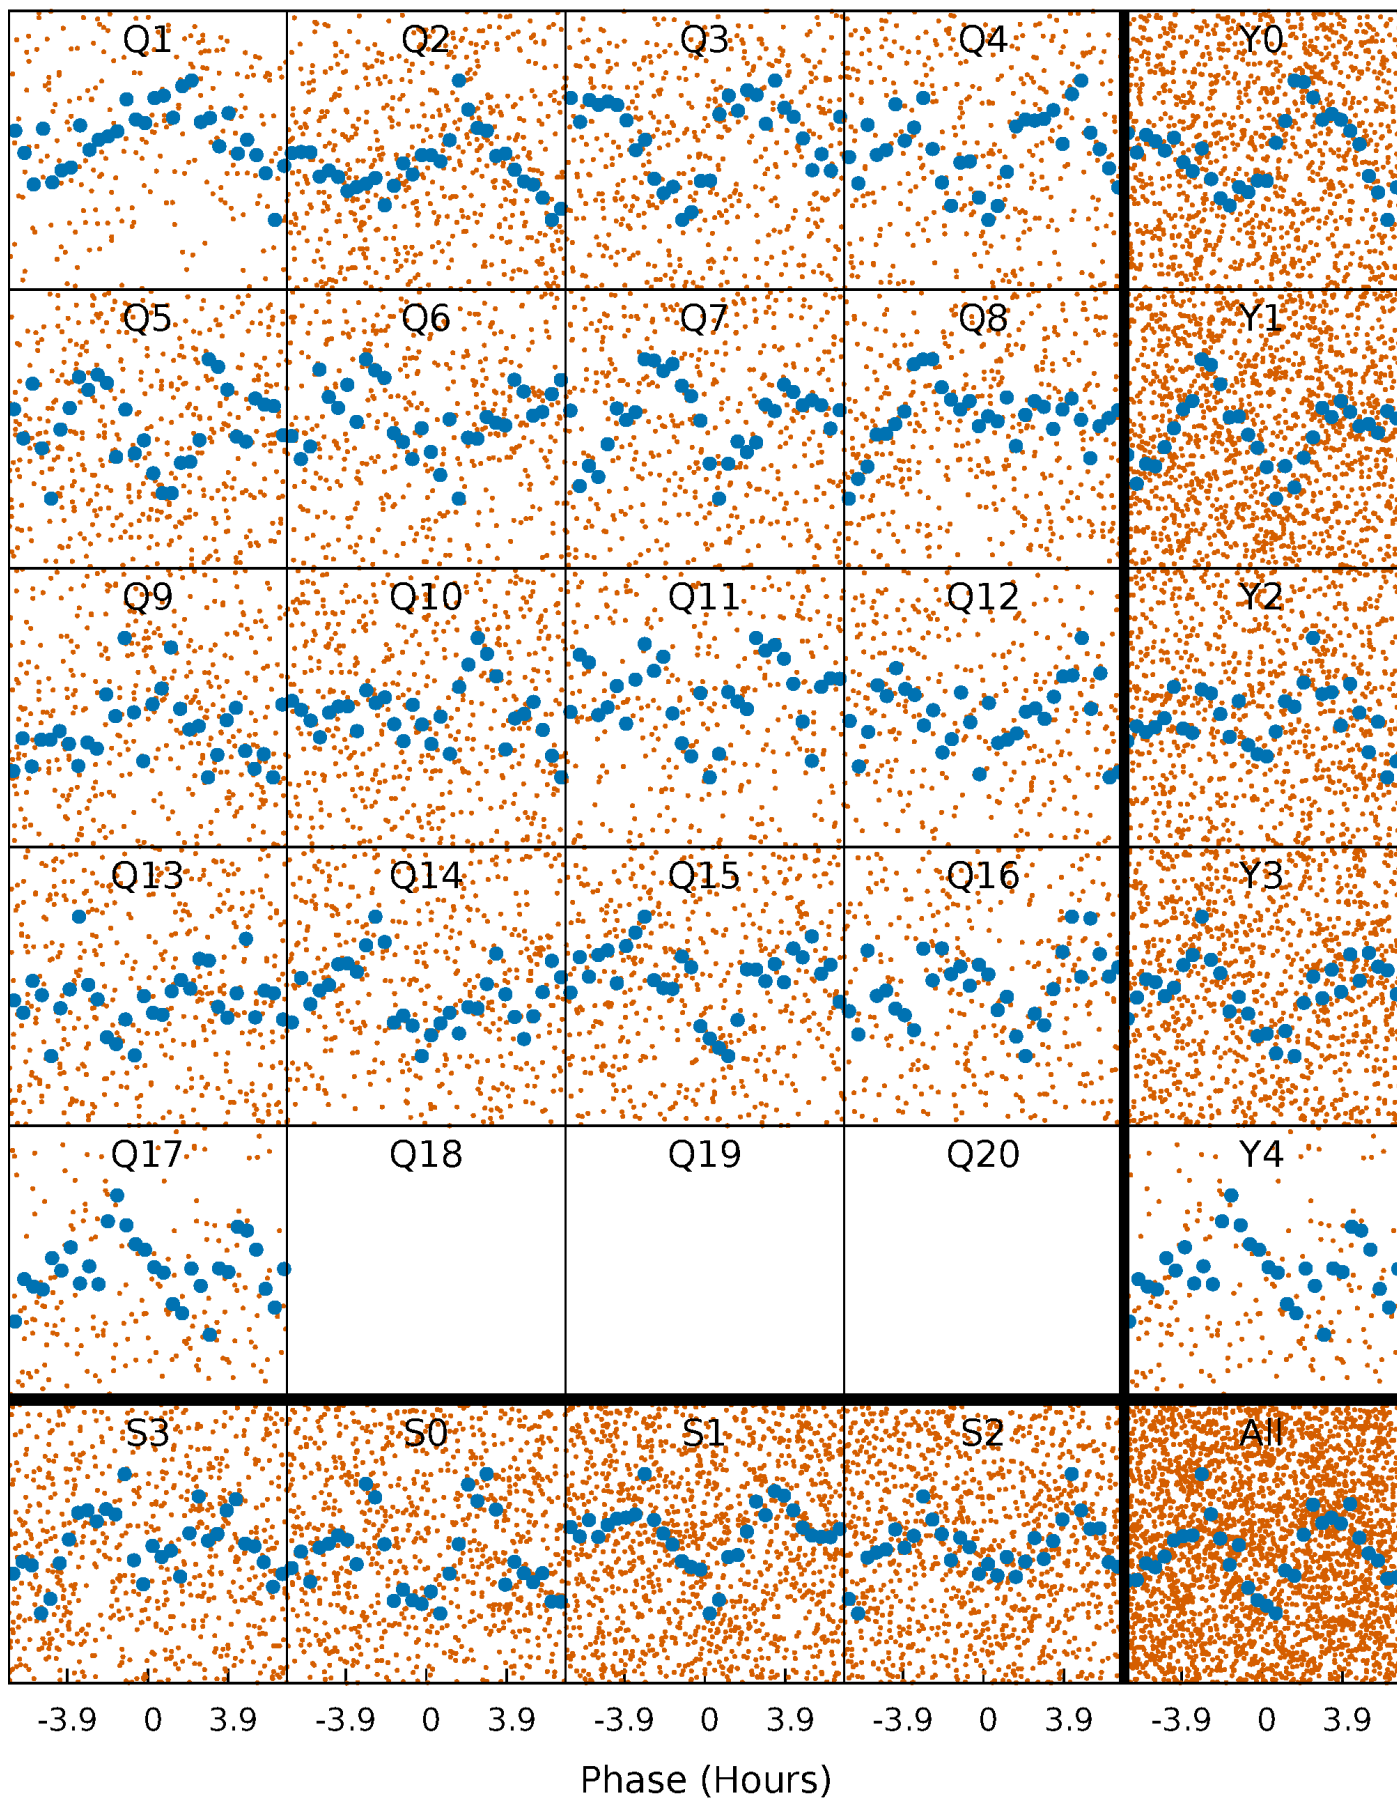 Q1 Q2 Q3 Q4 Y0
Q5 Q6 Q7 Q8 Y1
Q9 Q10 Q11 Q12 Y2
Q13 Q14 Q15 Q16 Y3
Q17 Q18 Q19 Q20 Y4
S3 S0 S1 S2 All
-3.9 0 3.9 -3.9 0 3.9 -3.9 0 3.9 -3.9 0 3.9 -3.9 0 3.9
Phase (Hours)